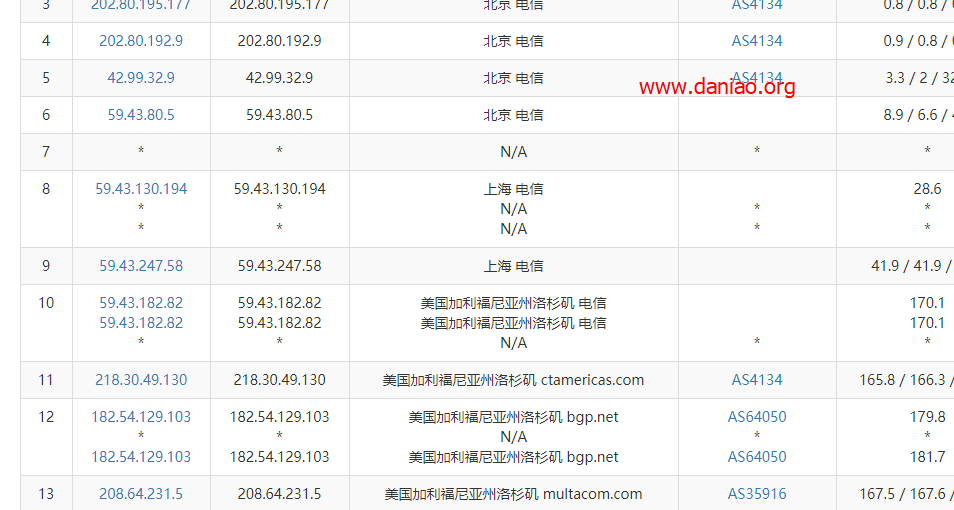 3 202.80.195.177 202.80.195.177 北京 电信 AS4134 0.8 / 0.8 /
4 202.80.192.9 202.80.192.9 北京 电信 AS4134 0.9 / 0.8 /
5 42.99.32.9 42.99.32.9 北京 电信 AS4134 3.3 / 2 / 32
www.daniao.org
6 59.43.80.5 59.43.80.5 北京 电信 8.9 / 6.6 /
7 * * N/A * *
8 59.43.130.194 59.43.130.194 上海 电信 28.6
* * N/A * *
* * N/A * *
9 59.43.247.58 59.43.247.58 上海 电信 41.9 / 41.9 /
10 59.43.182.82 59.43.182.82 美国加利福尼亚州洛杉矶 电信 170.1
59.43.182.82 59.43.182.82 美国加利福尼亚州洛杉矶 电信 170.1
* * N/A * *
11 218.30.49.130 218.30.49.130 美国加利福尼亚州洛杉矶 ctamericas.com AS4134 165.8 / 166.3 /
12 182.54.129.103 182.54.129.103 美国加利福尼亚州洛杉矶 bgp.net AS64050 179.8
* * N/A * *
182.54.129.103 182.54.129.103 美国加利福尼亚州洛杉矶 bgp.net AS64050 181.7
13 208.64.231.5 208.64.231.5 美国加利福尼亚州洛杉矶 multacom.com AS35916 167.5 / 167.6 /